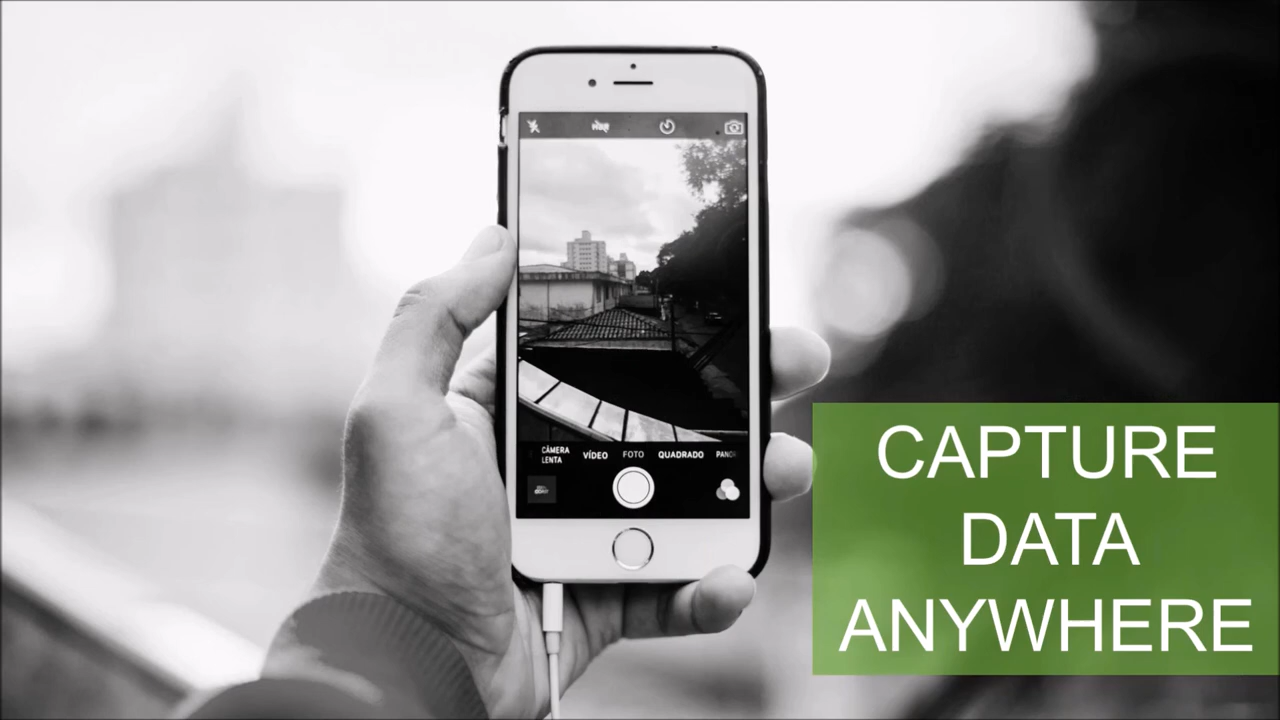 CÂMERA
LENTA
VÍDEO
FOTO
QUADRADO
CAPTURE
DATA
ANYWHERE